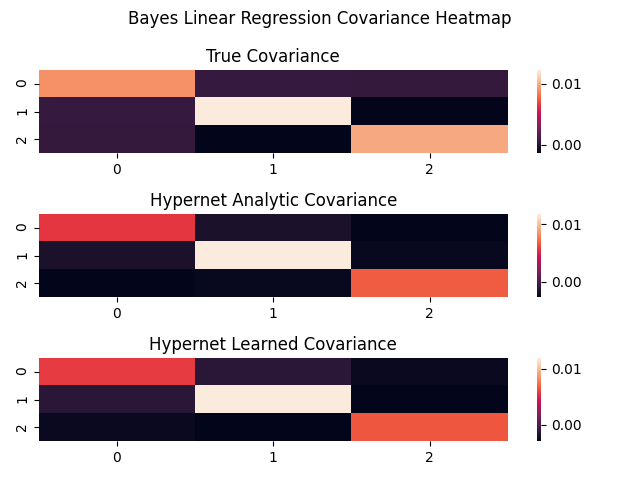 Bayes Linear Regression Covariance Heatmap
True Covariance
0
1
2
0 1 2
0.01
0.00
Hypernet Analytic Covariance
0
1
2
0 1 2
0.01
0.00
Hypernet Learned Covariance
0
1
2
0 1 2
0.01
0.00